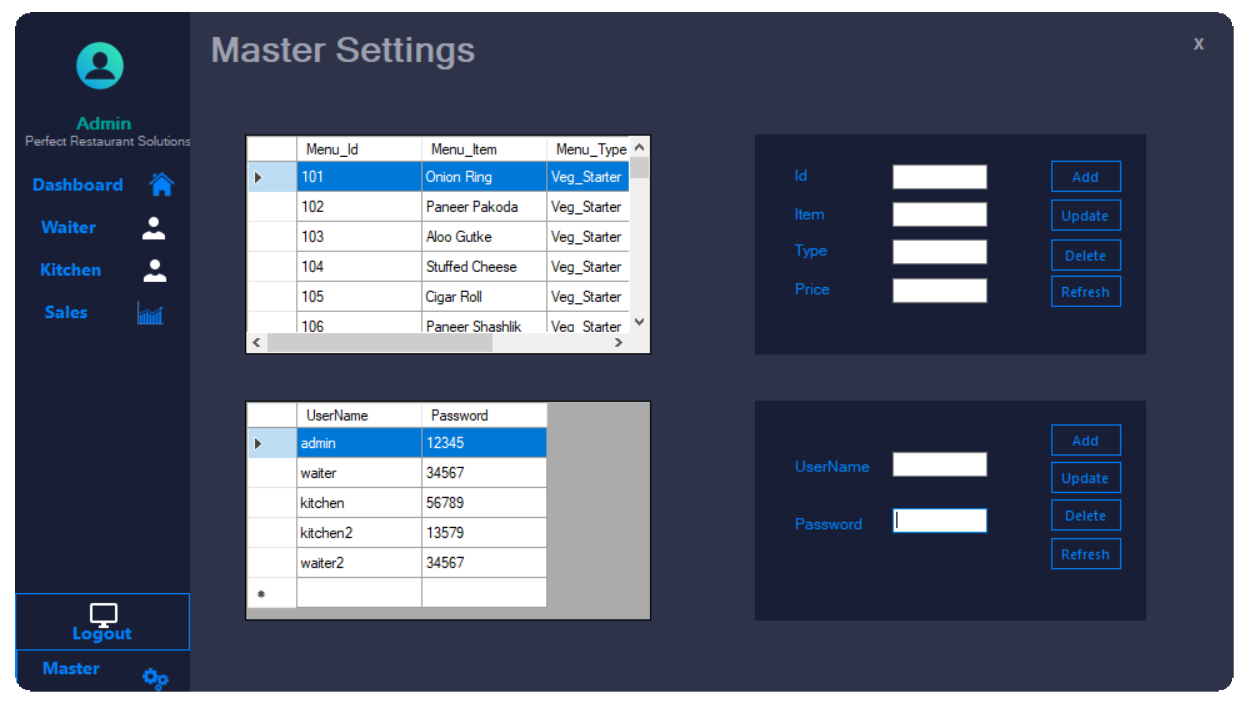 Master Settings
x
Admin
Perfect Restaurant Solutions
Dashboard
Waiter
Kitchen
Sales
Logout
Master
Menu_Id Menu_Item Menu_Type
101 Onion Ring Veg_Starter
102 Paneer Pakoda Veg_Starter
103 Aloo Gutke Veg_Starter
104 Stuffed Cheese Veg_Starter
105 Cigar Roll Veg_Starter
106 Paneer Shashlik Veg_Starter
Id
Item
Type
Price
Add
Update
Delete
Refresh
UserName Password
admin 12345
waiter 34567
kitchen 56789
kitchen2 13579
waiter2 34567
UserName
Password
Add
Update
Delete
Refresh